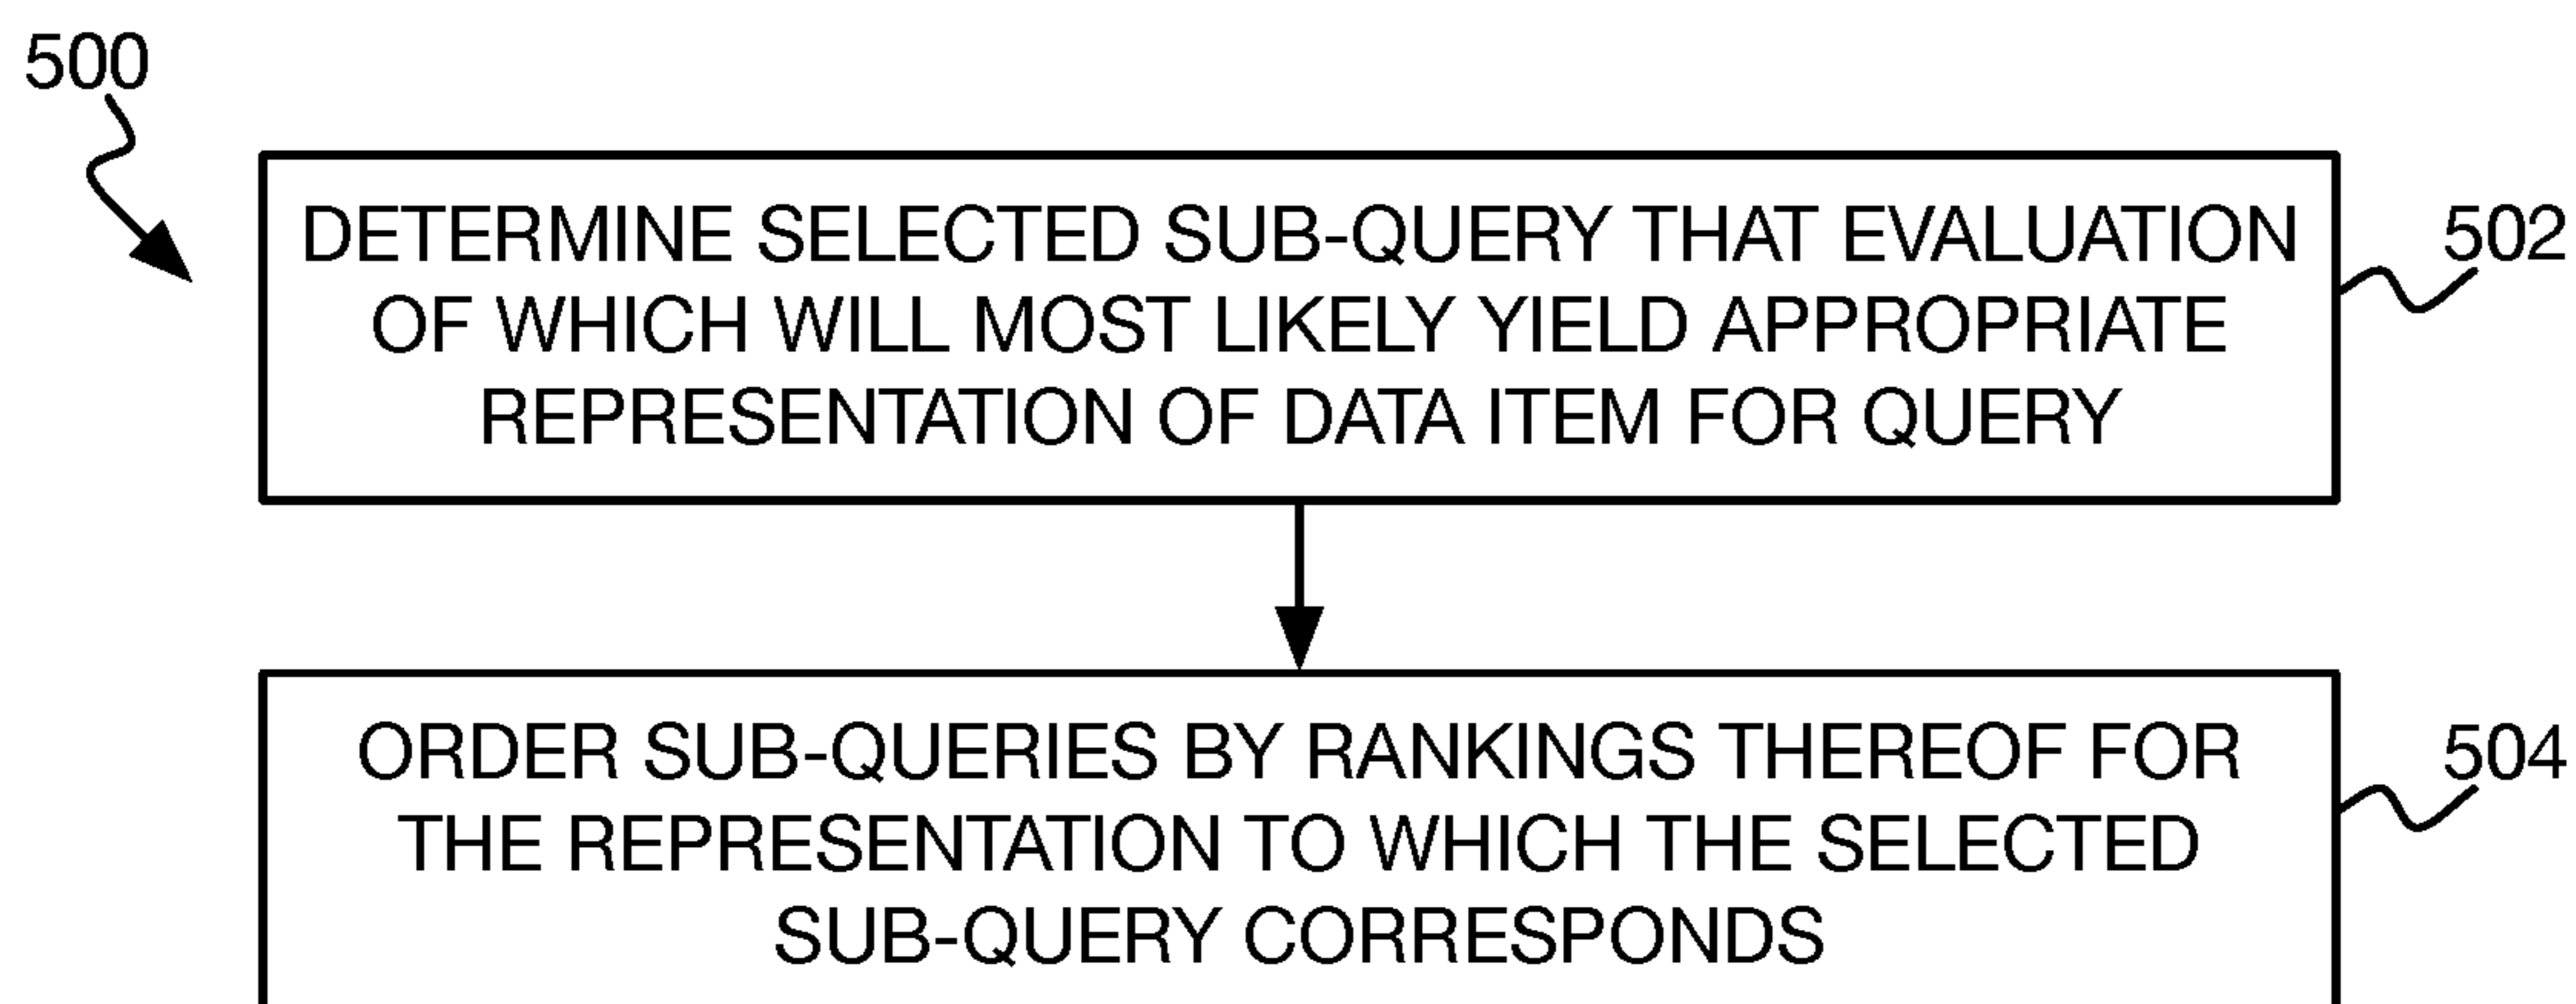 500
DETERMINE SELECTED SUB-QUERY THAT EVALUATION
OF WHICH WILL MOST LIKELY YIELD APPROPRIATE
REPRESENTATION OF DATA ITEM FOR QUERY
502
ORDER SUB-QUERIES BY RANKINGS THEREOF FOR
THE REPRESENTATION TO WHICH THE SELECTED
SUB-QUERY CORRESPONDS
504